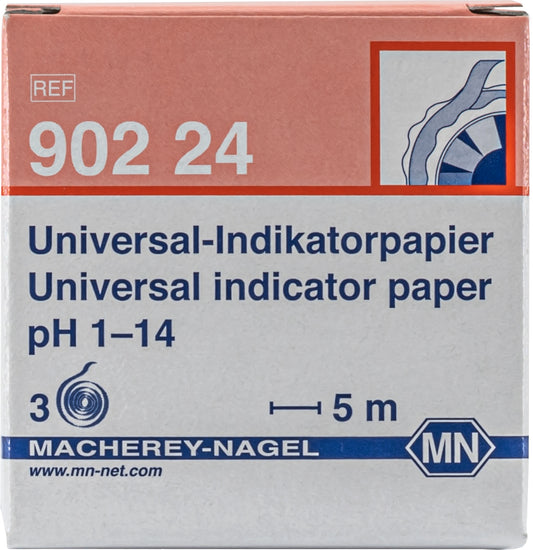 REF
902 24
Universal-Indikatorpapier
Universal indicator paper
pH 1–14
3 5 m
MACHEREY-NAGEL MN
www.mn-net.com